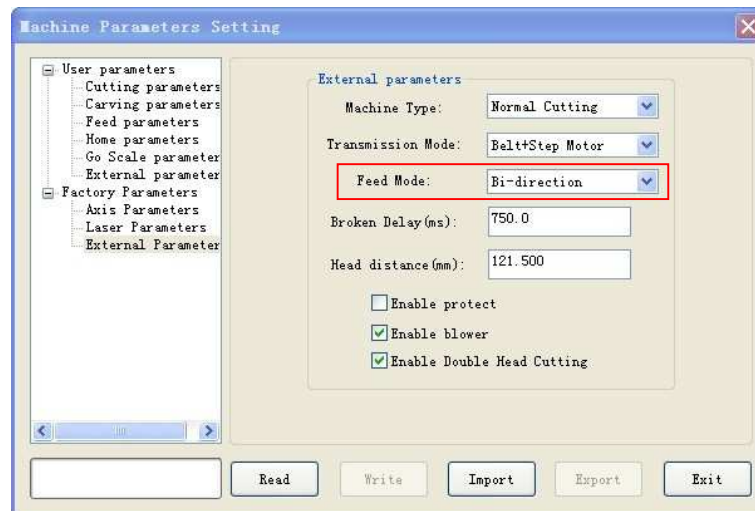 Machine Parameters Setting
User parameters
Cutting parameters
Carving parameters
Feed parameters
Home parameters
Go Scale parameter
External parameter
Factory Parameters
Axis Parameters
Laser Parameters
External Parameter
External parameters
Machine Type: Normal Cutting
Transmission Mode: Belt+Step Motor
Feed Mode: Bi-direction
Broken Delay(ms): 750.0
Head distance(mm): 121.500
Enable protect
Enable blower
Enable Double Head Cutting
Read Write Import Export Exit